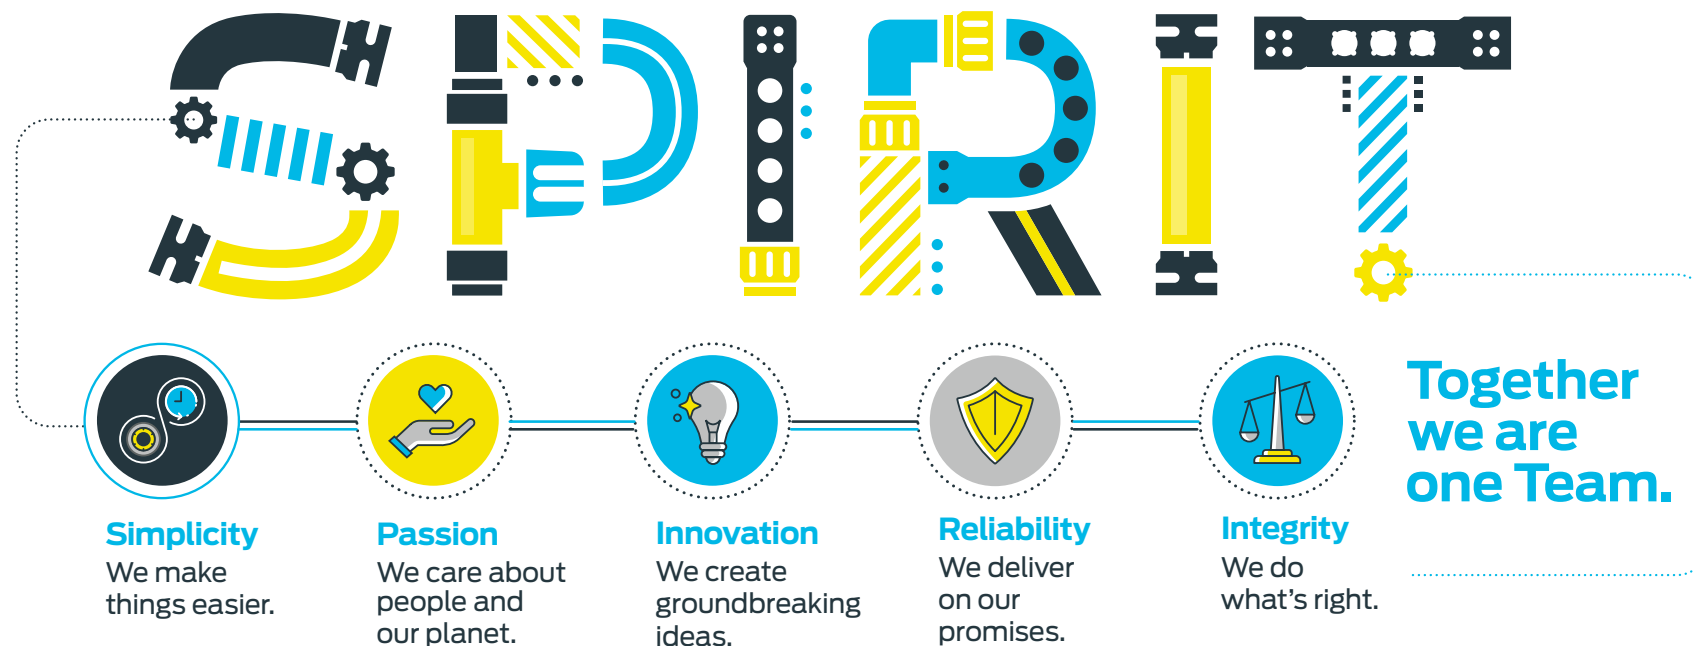 SPIRIT
Simplicity
We make
things easier.
Passion
We care about
people and
our planet.
Innovation
We create
groundbreaking
ideas.
Reliability
We deliver
on our
promises.
Integrity
We do
what's right.
Together
we are
one Team.